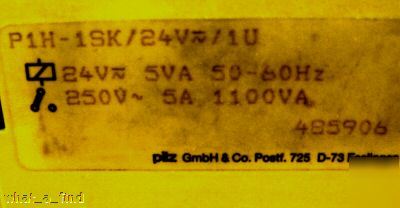 P1H-1SK/24V≂/1U
24V≂ 5VA 50-60Hz
250V~ 5A 1100VA
485906
pilz GmbH & Co. Postf. 725 D-73
what_a_find